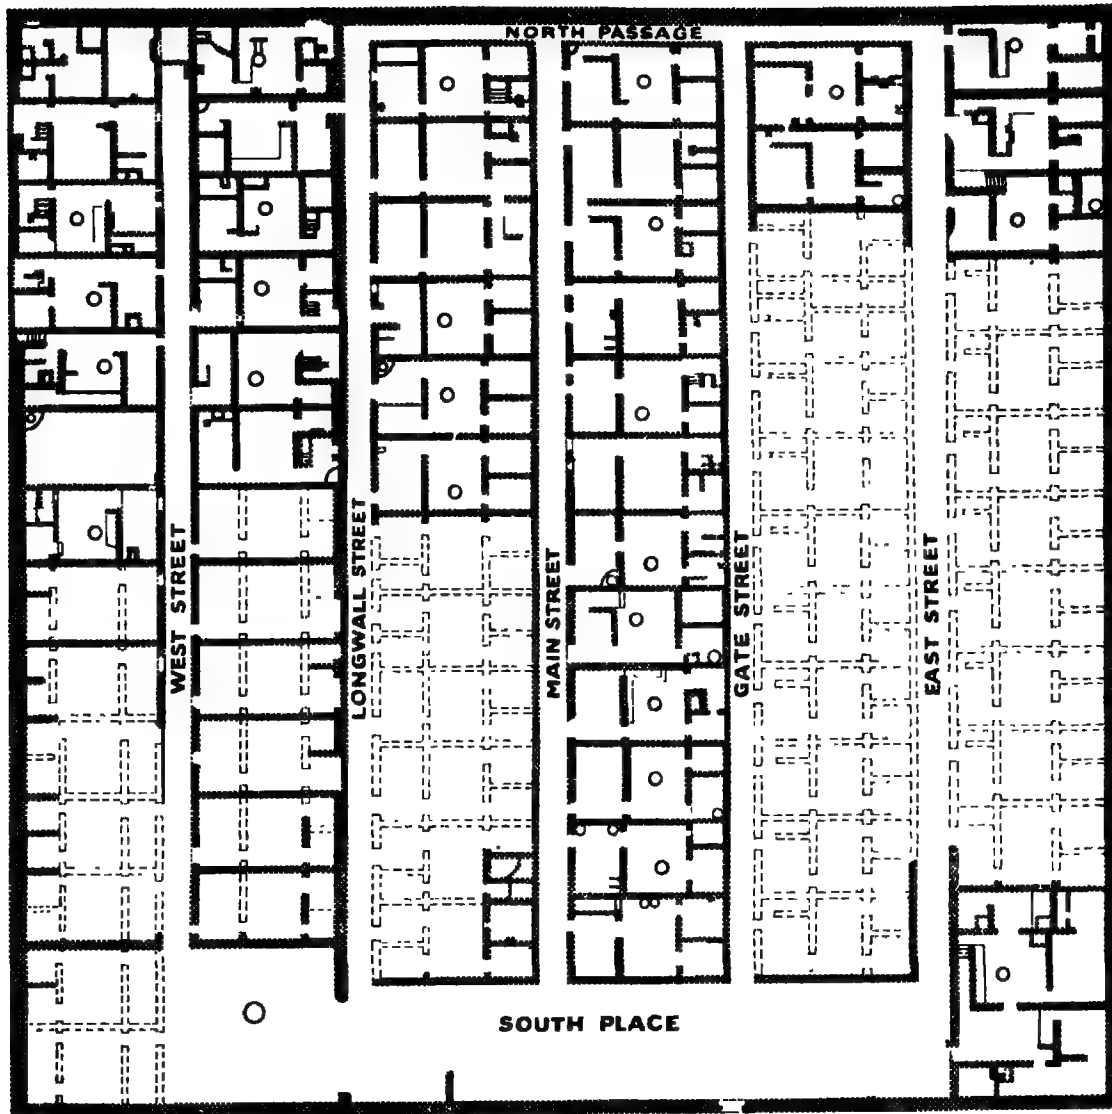 NORTH PASSAGE
WEST STREET
LONGWALL STREET
MAIN STREET
GATE STREET
EAST STREET
SOUTH PLACE